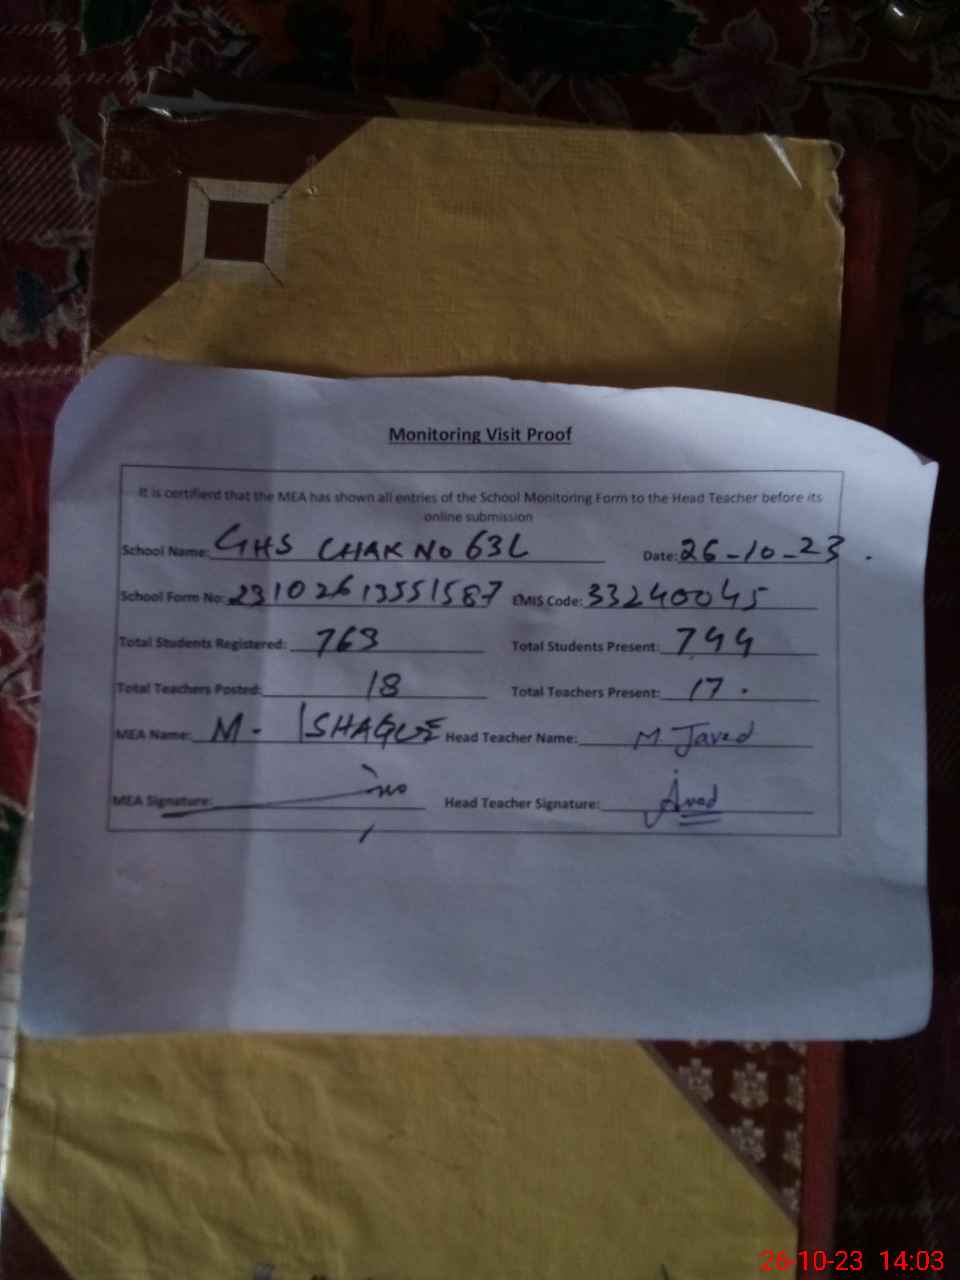 Monitoring Visit Proof
It is certifierd that the MEA has shown all entries of the School Monitoring Form to the Head Teacher before its
online submission
School Name: GHS CHAK NO 63L Date: 26-10-23.
School Form No: 23102613551587 EMIS Code: 33240045
Total Students Registered: 763 Total Students Present: 744
Total Teachers Posted: 18 Total Teachers Present: 17.
MEA Name: M- ISHAQUE Head Teacher Name: M Javed
MEA Signature: Head Teacher Signature: Javed
26-10-23 14:03